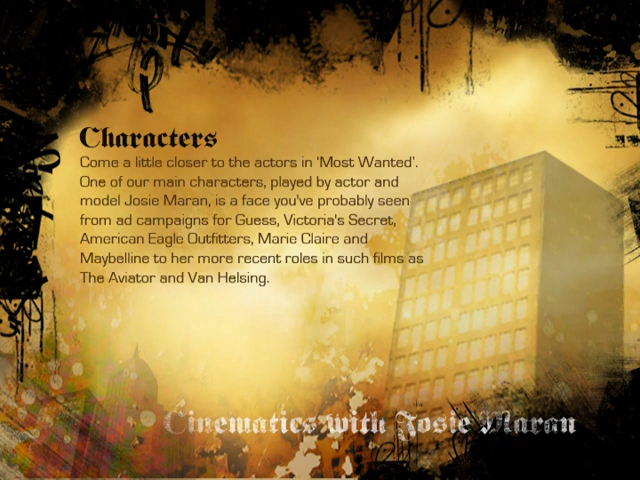 Characters
Come a little closer to the actors in ‘Most Wanted’.
One of our main characters, played by actor and
model Josie Maran, is a face you've probably seen
from ad campaigns for Guess, Victoria's Secret,
American Eagle Outfitters, Marie Claire and
Maybelline to her more recent roles in such films as
The Aviator and Van Helsing.
Cinematics with Josie Maran